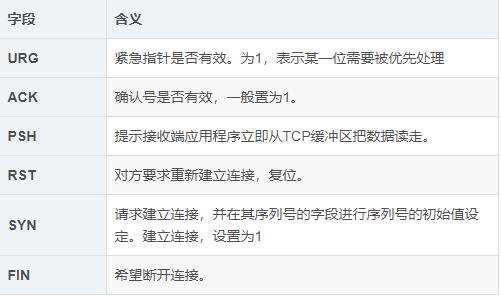 字段 含义
URG 紧急指针是否有效。为1，表示某一位需要被优先处理
ACK 确认号是否有效，一般置为1。
PSH 提示接收端应用程序立即从TCP缓冲区把数据读走。
RST 对方要求重新建立连接，复位。
SYN 请求建立连接，并在其序列号的字段进行序列号的初始值设
定。建立连接，设置为1
FIN 希望断开连接。